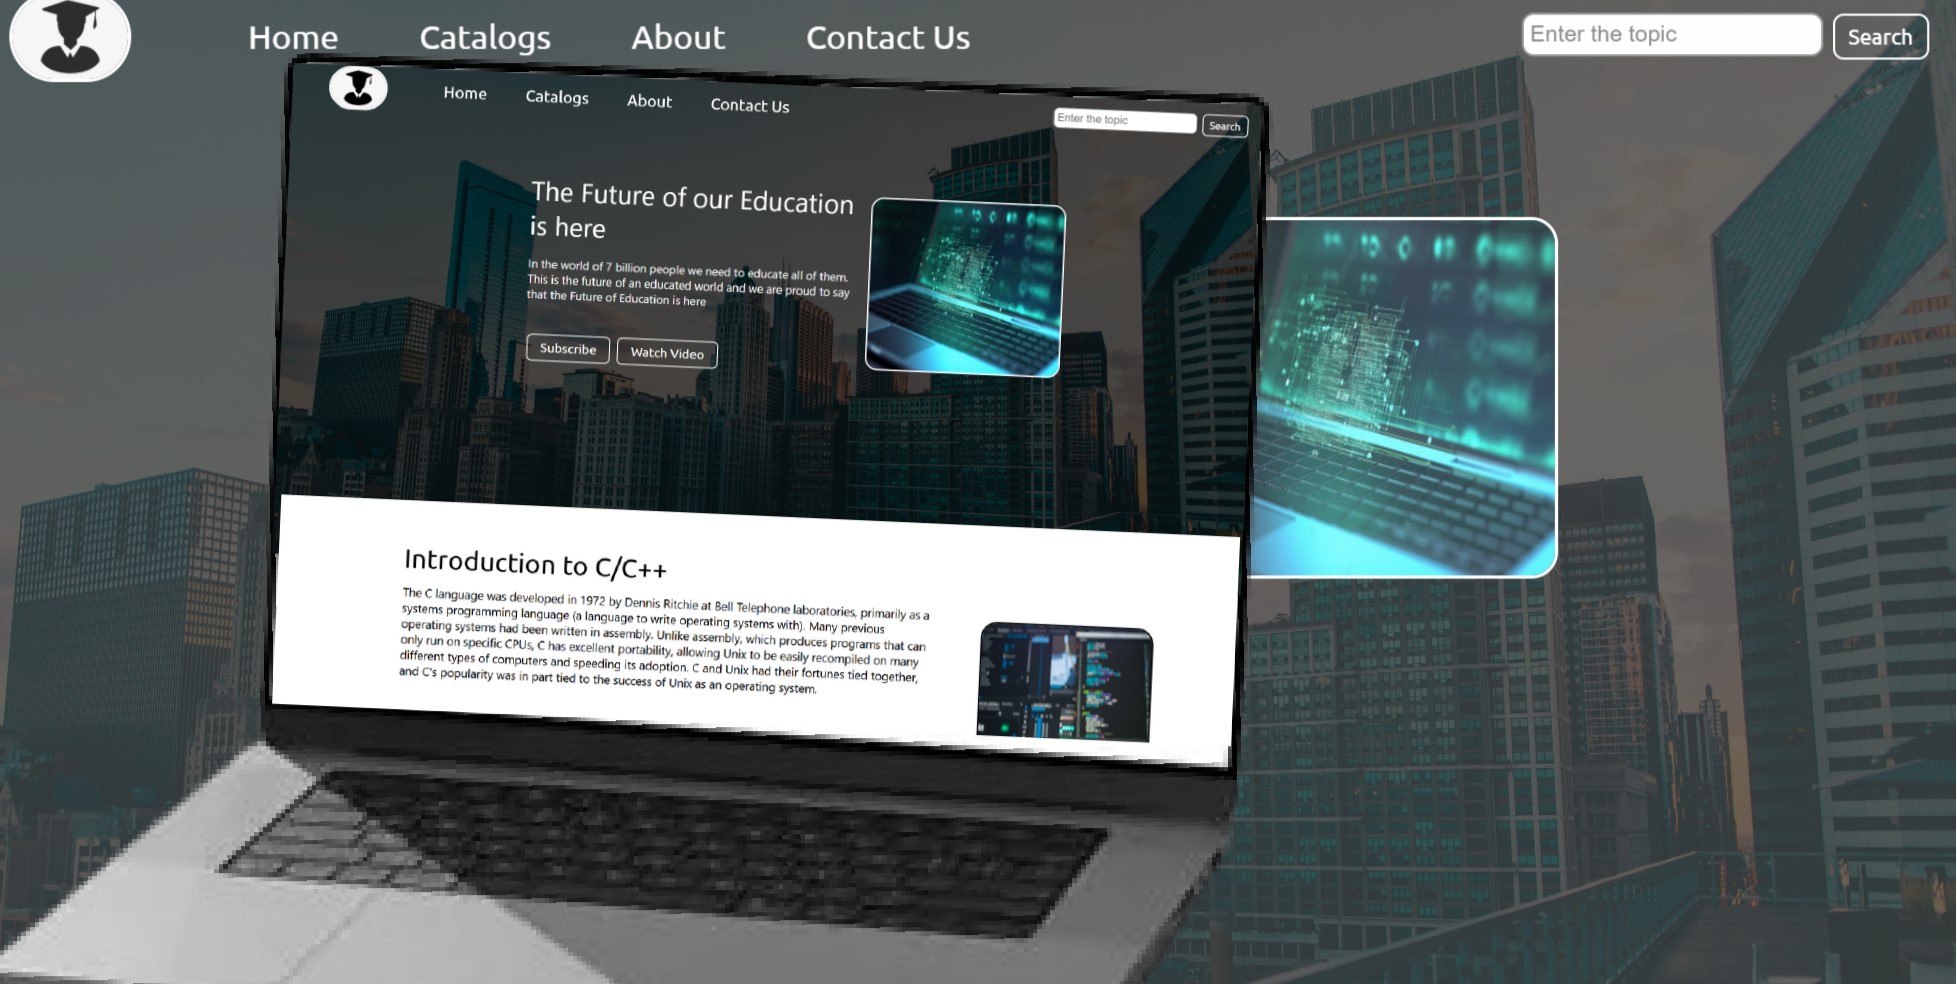 Home Catalogs About Contact Us
Enter the topic Search
Home Catalogs About Contact Us
Enter the topic Search
The Future of our Education
is here
In the world of 7 billion people we need to educate all of them.
This is the future of an educated world and we are proud to say
that the Future of Education is here
Subscribe Watch Video
Introduction to C/C++
The C language was developed in 1972 by Dennis Ritchie at Bell Telephone laboratories, primarily as a
systems programming language (a language to write operating systems with). Many previous
operating systems had been written in assembly. Unlike assembly, which produces programs that can
only run on specific CPUs, C has excellent portability, allowing Unix to be easily recompiled on many
different types of computers and speeding its adoption. C and Unix had their fortunes tied together,
and C's popularity was in part tied to the success of Unix as an operating system.